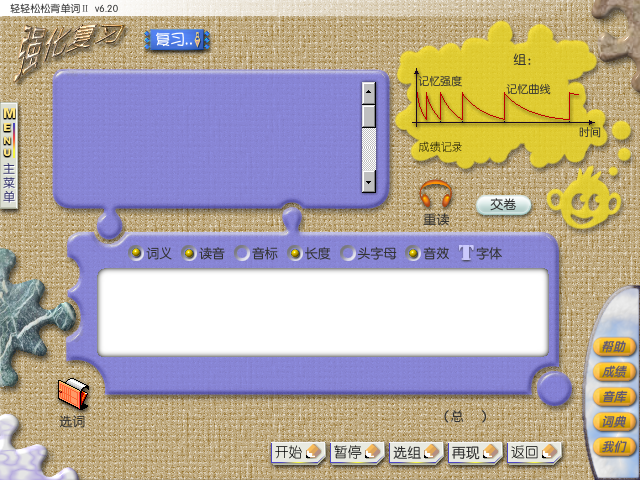 轻轻松松背单词 II v6.20
强化复习
复习..
组:
记忆强度
记忆曲线
时间
成绩记录
MENU
主菜单
重读
交卷
词义 读音 音标 长度 头字母 音效 T 字体
帮助
成绩
音库
词典
我们
选词
(总 )
开始 暂停 选组 再现 返回